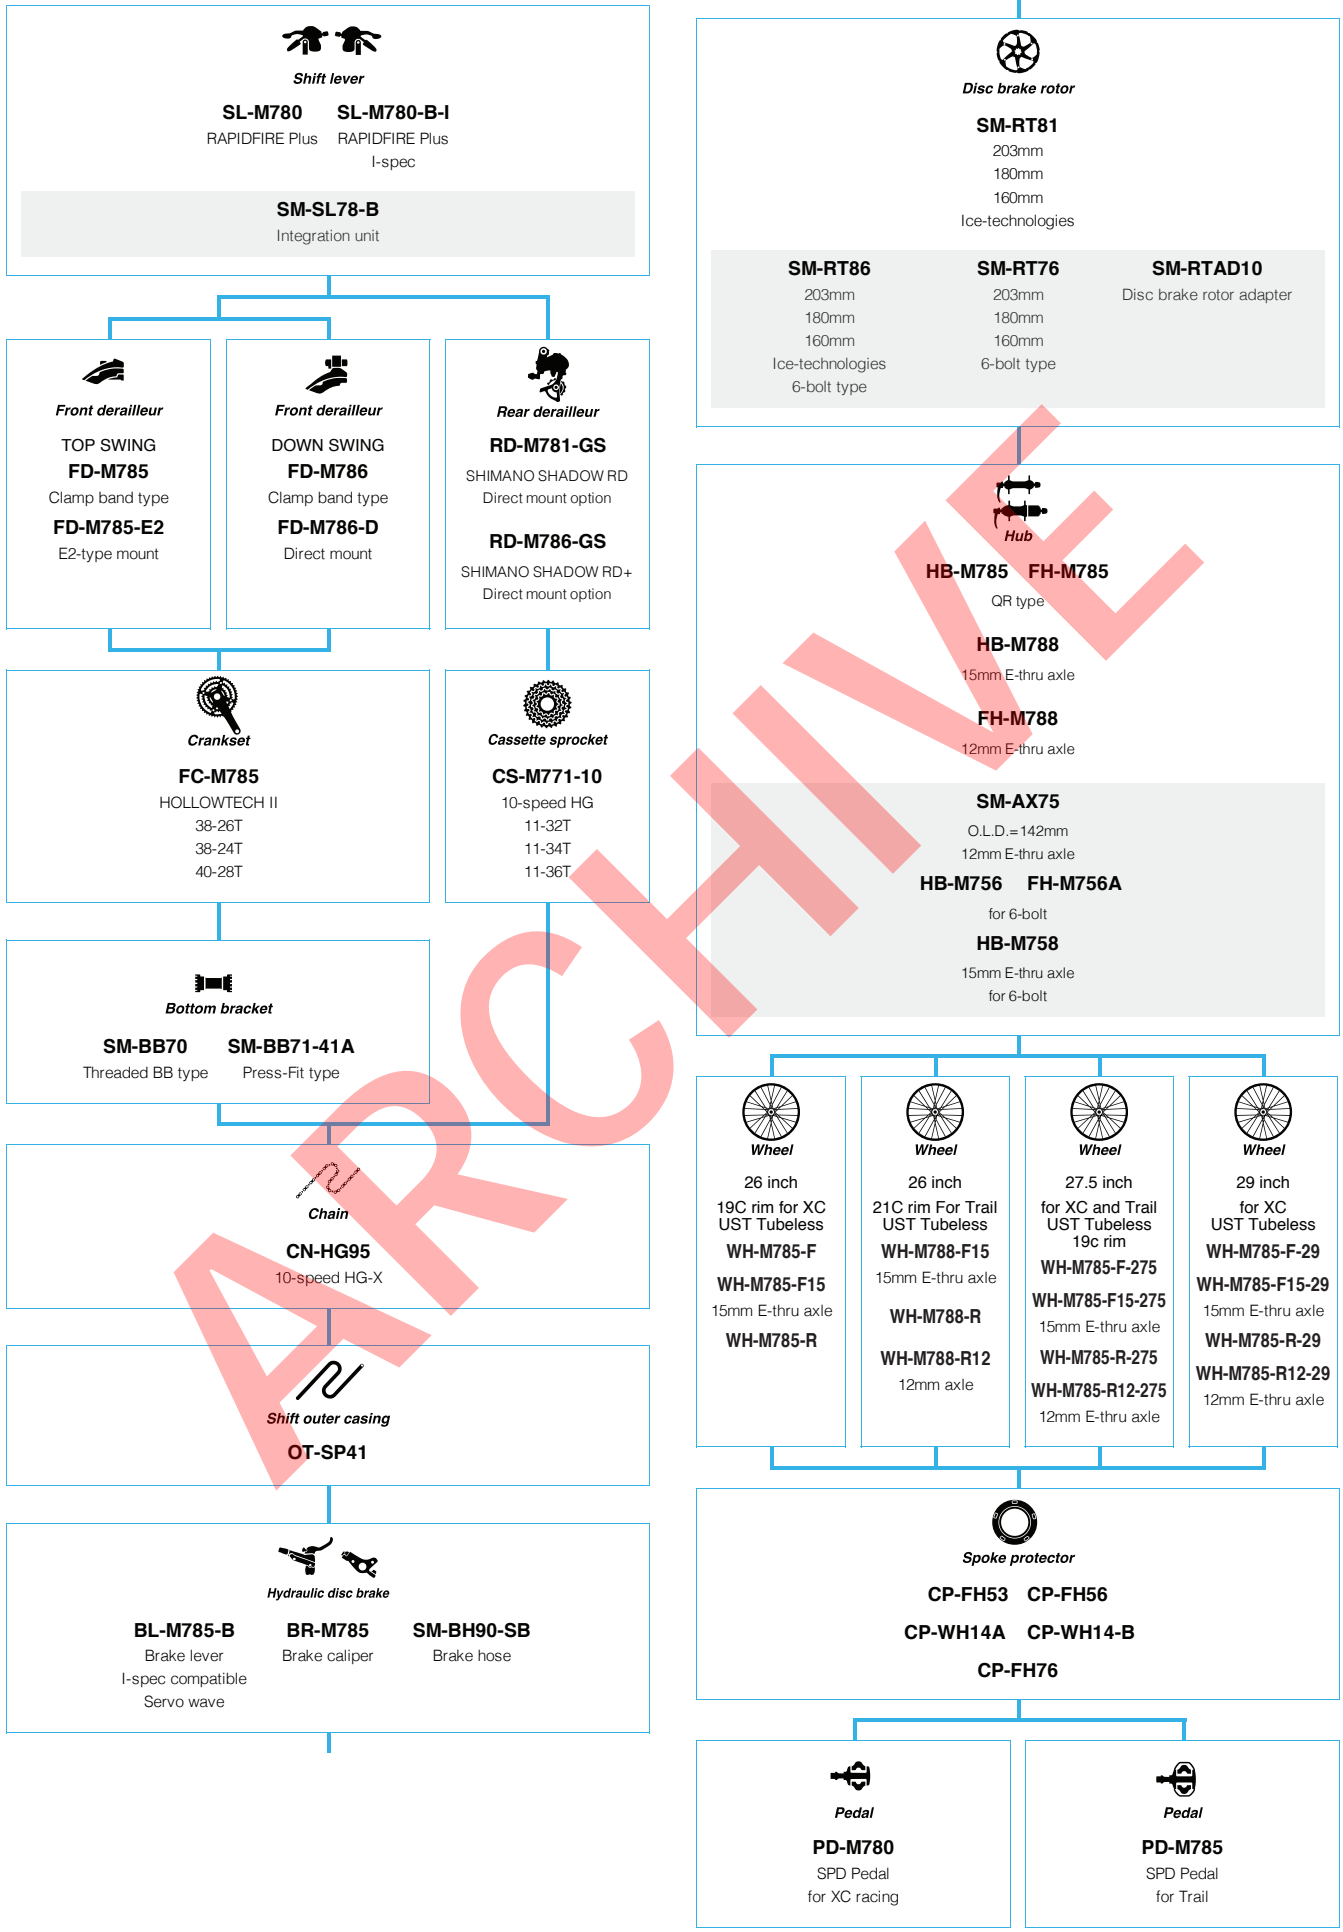 Shift lever
SL-M780 SL-M780-B-I
RAPIDFIRE Plus RAPIDFIRE Plus
I-spec
SM-SL78-B
Integration unit
Front derailleur
TOP SWING
FD-M785
Clamp band type
FD-M785-E2
E2-type mount
Front derailleur
DOWN SWING
FD-M786
Clamp band type
FD-M786-D
Direct mount
Rear derailleur
RD-M781-GS
SHIMANO SHADOW RD
Direct mount option
RD-M786-GS
SHIMANO SHADOW RD+
Direct mount option
Crankset
FC-M785
HOLLOWTECH II
38-26T
38-24T
40-28T
Cassette sprocket
CS-M771-10
10-speed HG
11-32T
11-34T
11-36T
Bottom bracket
SM-BB70 SM-BB71-41A
Threaded BB type Press-Fit type
Chain
CN-HG95
10-speed HG-X
Shift outer casing
OT-SP41
Hydraulic disc brake
BL-M785-B BR-M785 SM-BH90-SB
Brake lever Brake caliper Brake hose
I-spec compatible
Servo wave
Disc brake rotor
SM-RT81
203mm
180mm
160mm
Ice-technologies
SM-RT86 SM-RT76 SM-RTAD10
203mm 203mm Disc brake rotor adapter
180mm 180mm
160mm 160mm
Ice-technologies 6-bolt type
6-bolt type
Hub
HB-M785 FH-M785
QR type
HB-M788
15mm E-thru axle
FH-M788
12mm E-thru axle
SM-AX75
O.L.D.=142mm
12mm E-thru axle
HB-M756 FH-M756A
for 6-bolt
HB-M758
15mm E-thru axle
for 6-bolt
Wheel
26 inch
19C rim for XC
UST Tubeless
WH-M785-F
WH-M785-F15
15mm E-thru axle
WH-M785-R
Wheel
26 inch
21C rim For Trail
UST Tubeless
WH-M788-F15
15mm E-thru axle
WH-M788-R
WH-M788-R12
12mm axle
Wheel
27.5 inch
for XC and Trail
UST Tubeless
19c rim
WH-M785-F-275
WH-M785-F15-275
15mm E-thru axle
WH-M785-R-275
WH-M785-R12-275
12mm E-thru axle
Wheel
29 inch
for XC
UST Tubeless
WH-M785-F-29
WH-M785-F15-29
15mm E-thru axle
WH-M785-R-29
WH-M785-R12-29
12mm E-thru axle
Spoke protector
CP-FH53 CP-FH56
CP-WH14A CP-WH14-B
CP-FH76
Pedal
PD-M780
SPD Pedal
for XC racing
Pedal
PD-M785
SPD Pedal
for Trail
ARCHIVE